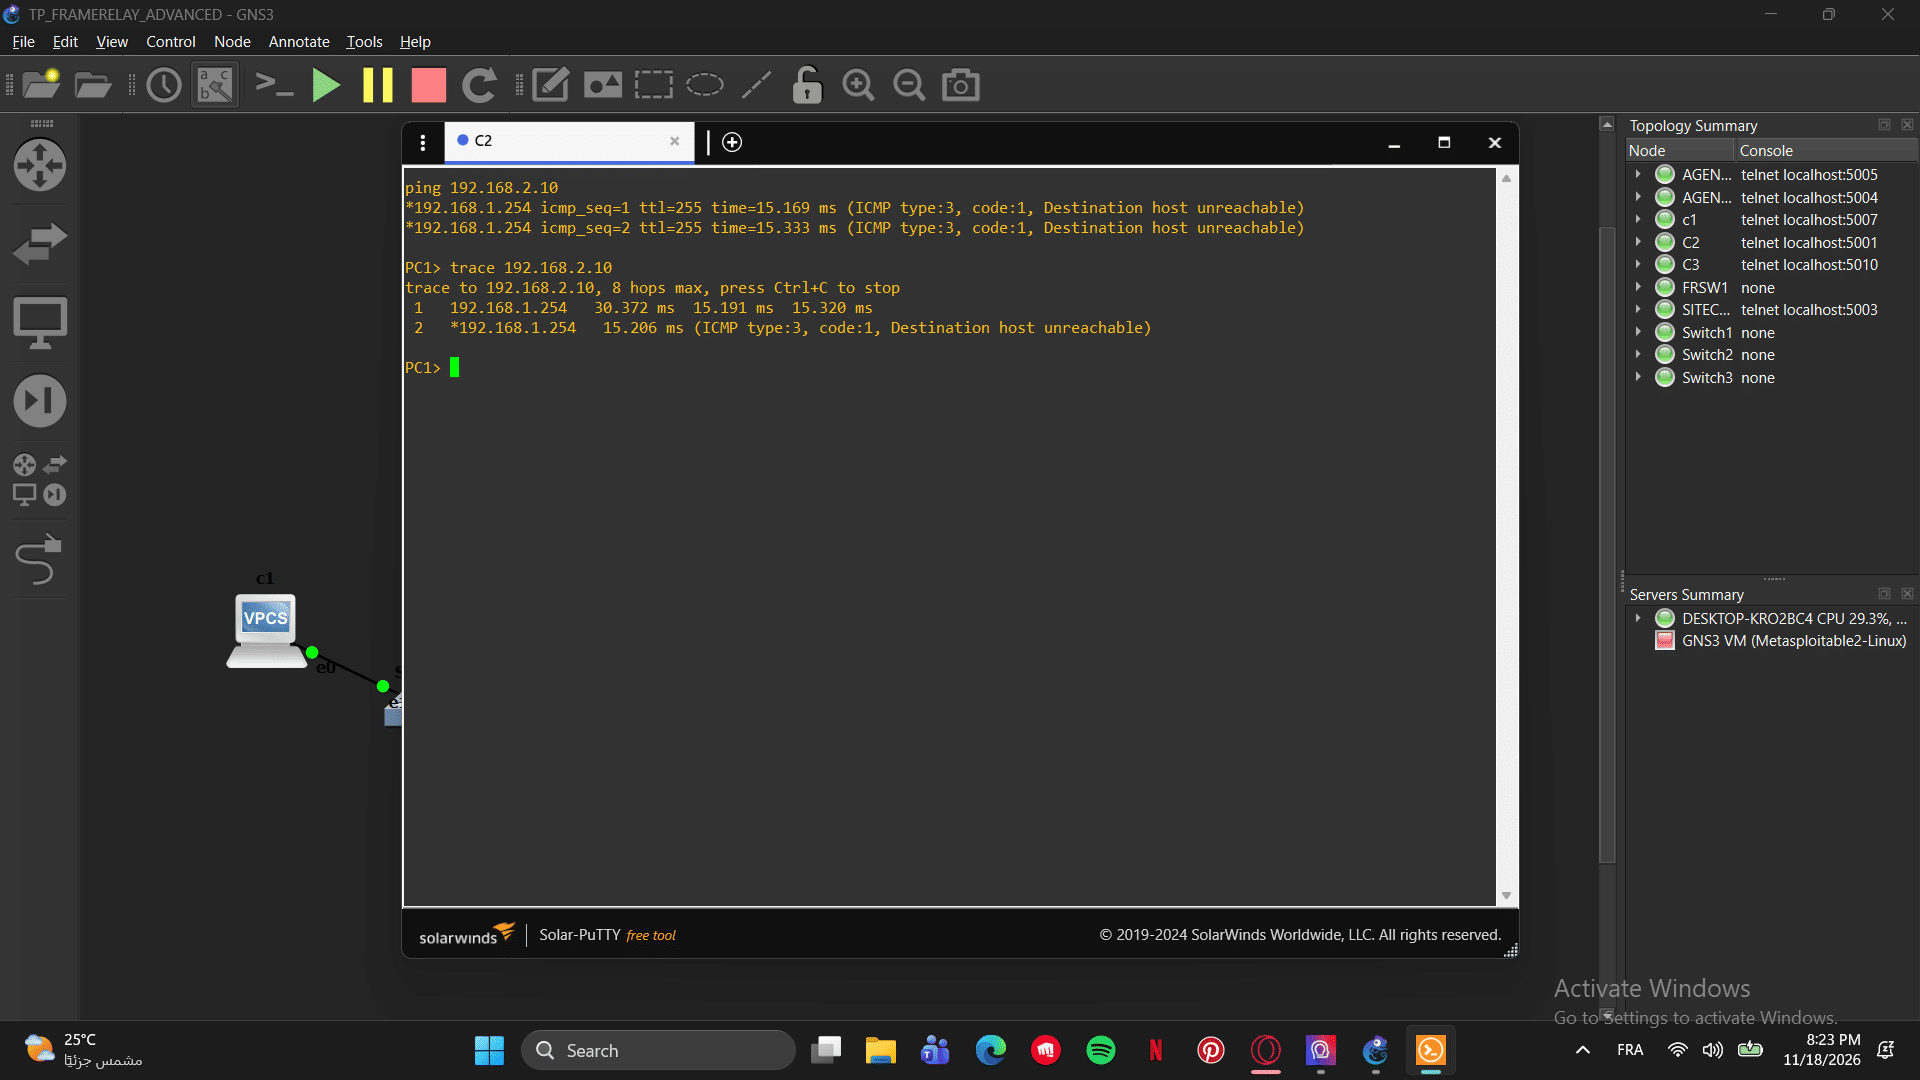 TP_FRAMERELAY_ADVANCED - GNS3
File Edit View Control Node Annotate Tools Help
C2
ping 192.168.2.10
*192.168.1.254 icmp_seq=1 ttl=255 time=15.169 ms (ICMP type:3, code:1, Destination host unreachable)
*192.168.1.254 icmp_seq=2 ttl=255 time=15.333 ms (ICMP type:3, code:1, Destination host unreachable)
PC1> trace 192.168.2.10
trace to 192.168.2.10, 8 hops max, press Ctrl+C to stop
1 192.168.1.254 30.372 ms 15.191 ms 15.320 ms
2 *192.168.1.254 15.206 ms (ICMP type:3, code:1, Destination host unreachable)
PC1>
c1
VPCS
e0
solarwinds
Solar-PuTTY free tool
© 2019-2024 SolarWinds Worldwide, LLC. All rights reserved.
Topology Summary
Node Console
AGEN... telnet localhost:5005
AGEN... telnet localhost:5004
c1 telnet localhost:5007
C2 telnet localhost:5001
C3 telnet localhost:5010
FRSW1 none
SITEC... telnet localhost:5003
Switch1 none
Switch2 none
Switch3 none
Servers Summary
DESKTOP-KRO2BC4 CPU 29.3%, ...
GNS3 VM (Metasploitable2-Linux)
Activate Windows
Go to Settings to activate Windows.
25°C
مشمس جزئيًا
Search
FRA
8:23 PM
11/18/2026